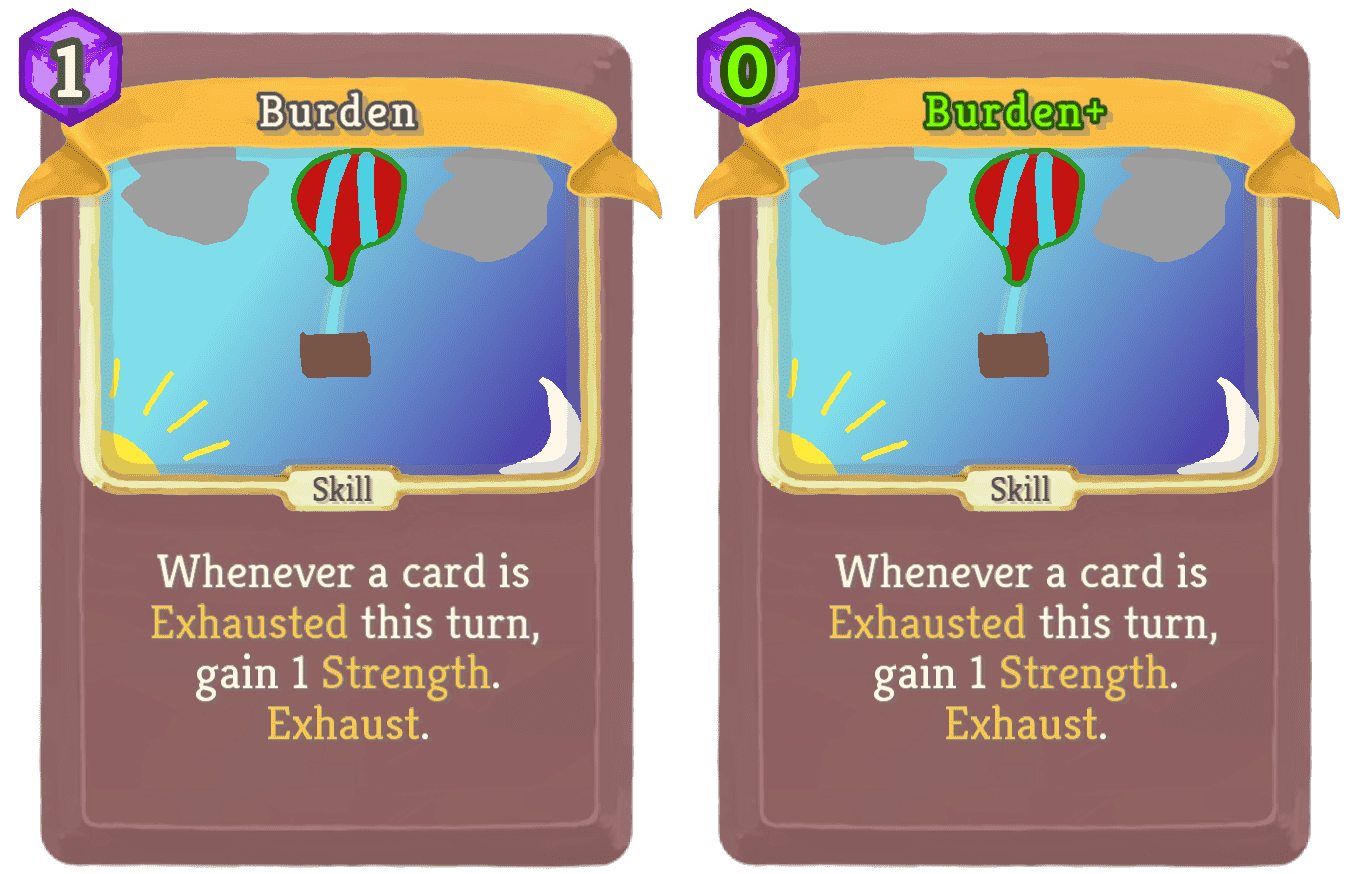 1
Burden
Skill
Whenever a card is
Exhausted this turn,
gain 1 Strength.
Exhaust.
0
Burden+
Skill
Whenever a card is
Exhausted this turn,
gain 1 Strength.
Exhaust.